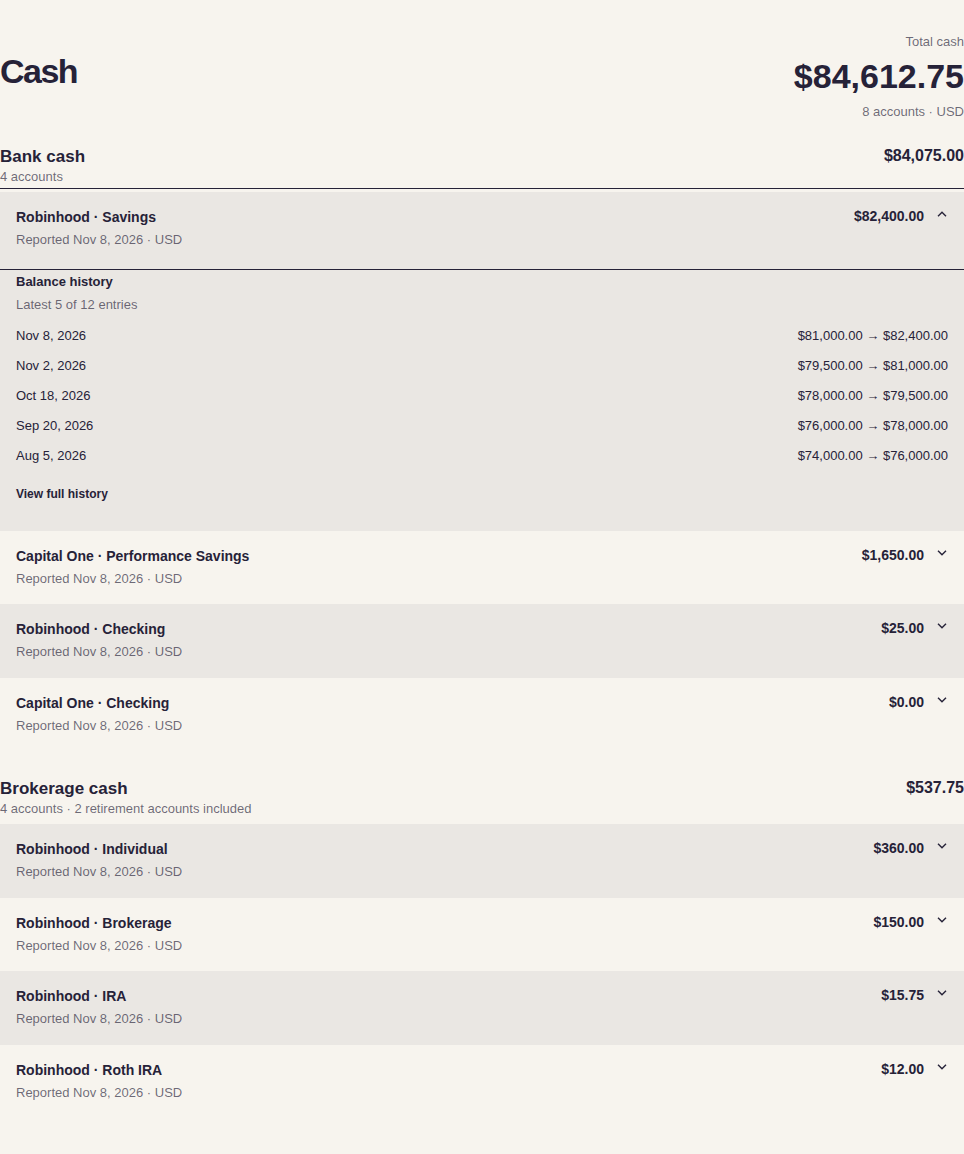 Cash
Total cash
$84,612.75
8 accounts · USD
Bank cash
$84,075.00
4 accounts
Robinhood · Savings
$82,400.00
Reported Nov 8, 2026 · USD
Balance history
Latest 5 of 12 entries
Nov 8, 2026
$81,000.00 → $82,400.00
Nov 2, 2026
$79,500.00 → $81,000.00
Oct 18, 2026
$78,000.00 → $79,500.00
Sep 20, 2026
$76,000.00 → $78,000.00
Aug 5, 2026
$74,000.00 → $76,000.00
View full history
Capital One · Performance Savings
$1,650.00
Reported Nov 8, 2026 · USD
Robinhood · Checking
$25.00
Reported Nov 8, 2026 · USD
Capital One · Checking
$0.00
Reported Nov 8, 2026 · USD
Brokerage cash
$537.75
4 accounts · 2 retirement accounts included
Robinhood · Individual
$360.00
Reported Nov 8, 2026 · USD
Robinhood · Brokerage
$150.00
Reported Nov 8, 2026 · USD
Robinhood · IRA
$15.75
Reported Nov 8, 2026 · USD
Robinhood · Roth IRA
$12.00
Reported Nov 8, 2026 · USD